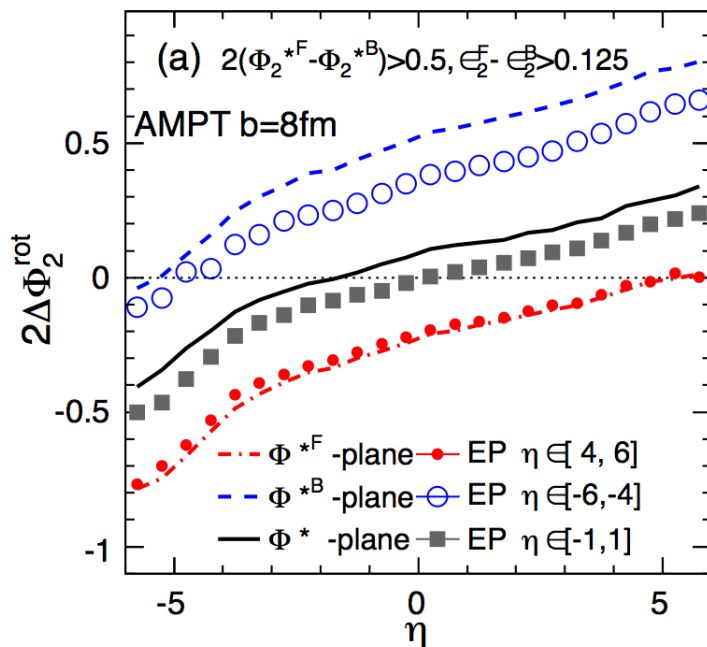 (a) 2(Φ₂*ᶠ-Φ₂*ᴮ)>0.5, ∈₂ᶠ- ∈₂ᴮ>0.125
AMPT b=8fm
0.5
0
-0.5
-1
2ΔΦ₂ʳᵒᵗ
Φ*ᶠ -plane EP η∈[ 4, 6]
Φ*ᴮ -plane EP η∈[-6,-4]
Φ* -plane EP η∈[-1,1]
-5 0 5
η